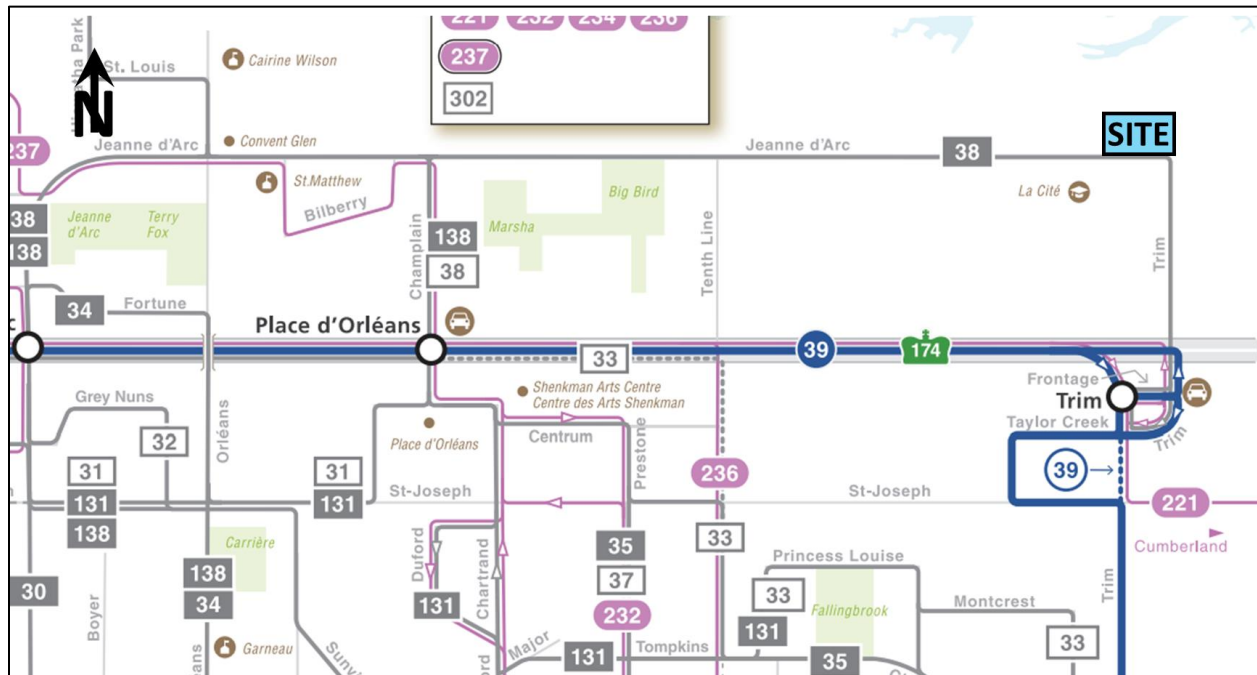 221 232 234 236
237
302
N
St. Louis
Cairine Wilson
SITE
237
Jeanne d'Arc
Convent Glen
Jeanne d'Arc
38
St.Matthew
Bilberry
La Cité
Big Bird
Marsha
38
138
Jeanne
d'Arc
Terry
Fox
Champlain
138
38
Tenth Line
Trim
34
Fortune
Place d'Orléans
33
39
174
Frontage
Trim
Taylor Creek
Trim
Shenkman Arts Centre
Centre des Arts Shenkman
Grey Nuns
32
Orléans
Place d'Orléans
Centrum
Prestone
236
39
31
131
138
31
131
St-Joseph
St-Joseph
221
Cumberland
33
Carrière
138
34
Duford
Chartrand
35
37
232
131
Princess Louise
33
131
Fallingbrook
Montcrest
33
Trim
30
Boyer
Garneau
Major
131
Tompkins
35